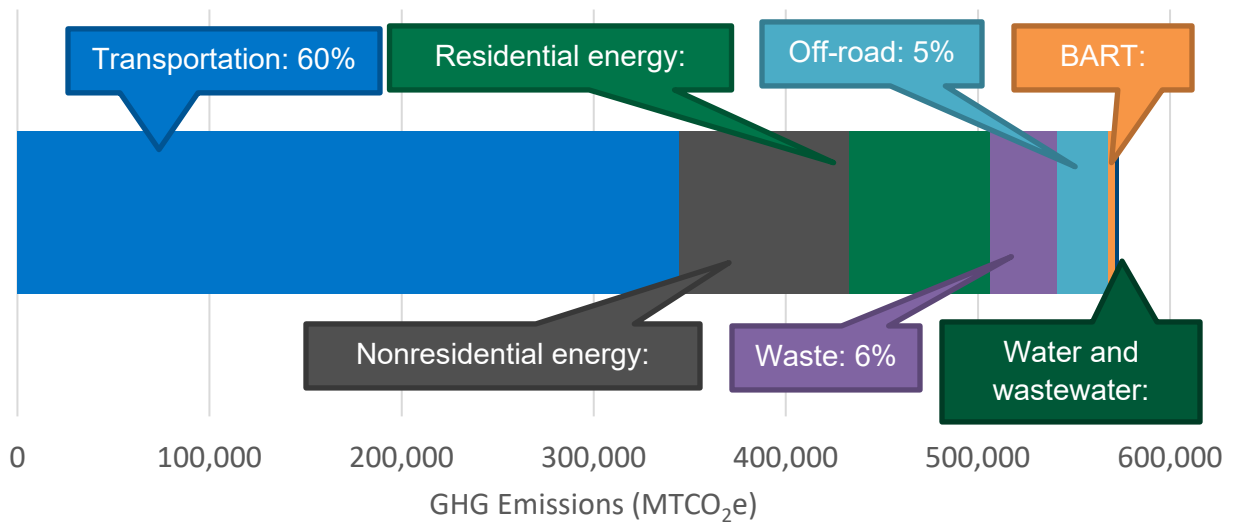 Transportation: 60%
Residential energy:
Off-road: 5%
BART:
Nonresidential energy:
Waste: 6%
Water and
wastewater:
0
100,000
200,000
300,000
400,000
500,000
600,000
GHG Emissions (MTCO₂e)